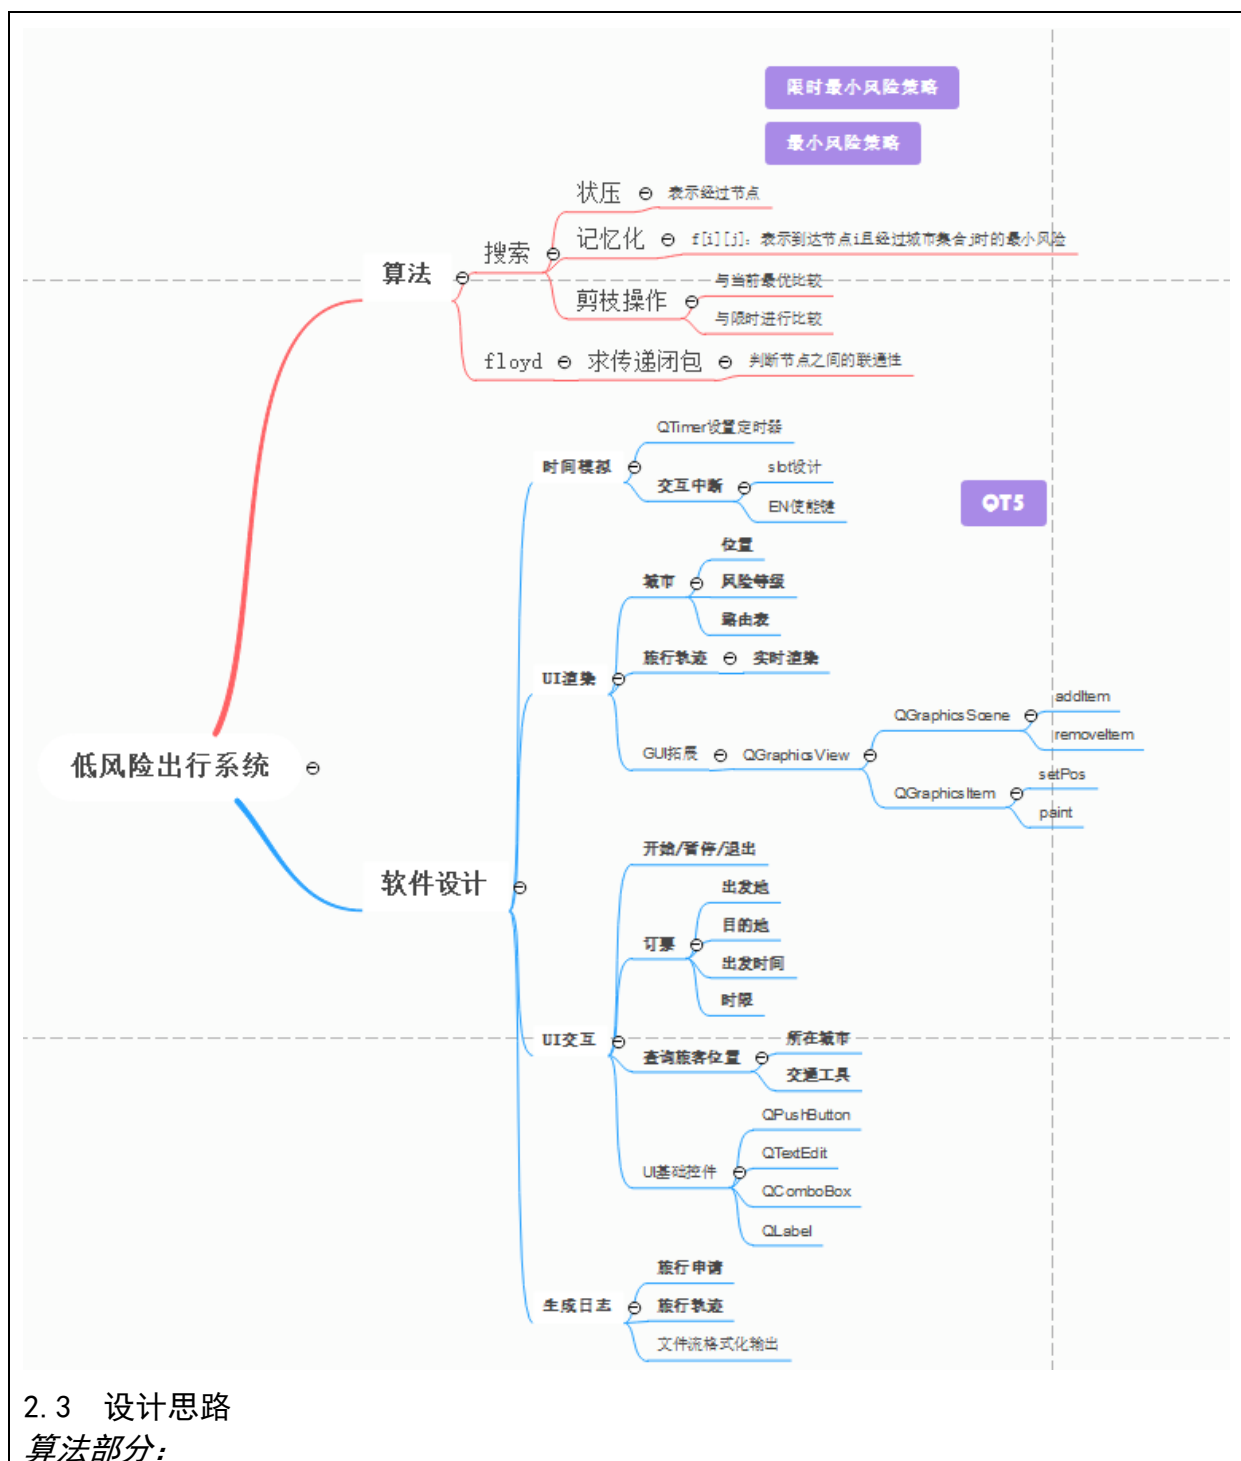 限时最小风险策略
最小风险策略
状压
表示经过节点
搜索
记忆化
f[i][j]: 表示到达节点i且经过城市集合j时的最小风险
算法
剪枝操作
与当前最优比较
与限时进行比较
floyd
求传递闭包
判断节点之间的联通性
时间模拟
QTimer设置定时器
交互中断
slot设计
EN使能键
QT5
城市
位置
风险等级
路由表
UI渲染
旅行轨迹
实时渲染
GUI拓展
QGraphicsView
QGraphicsScene
addItem
removeItem
QGraphicsItem
setPos
paint
低风险出行系统
软件设计
开始/暂停/退出
订票
出发地
目的地
出发时间
时限
UI交互
查询旅客位置
所在城市
交通工具
UI基础控件
QPushButton
QTextEdit
QComboBox
QLabel
生成日志
旅行申请
旅行轨迹
文件流格式化输出
2.3 设计思路
算法部分：